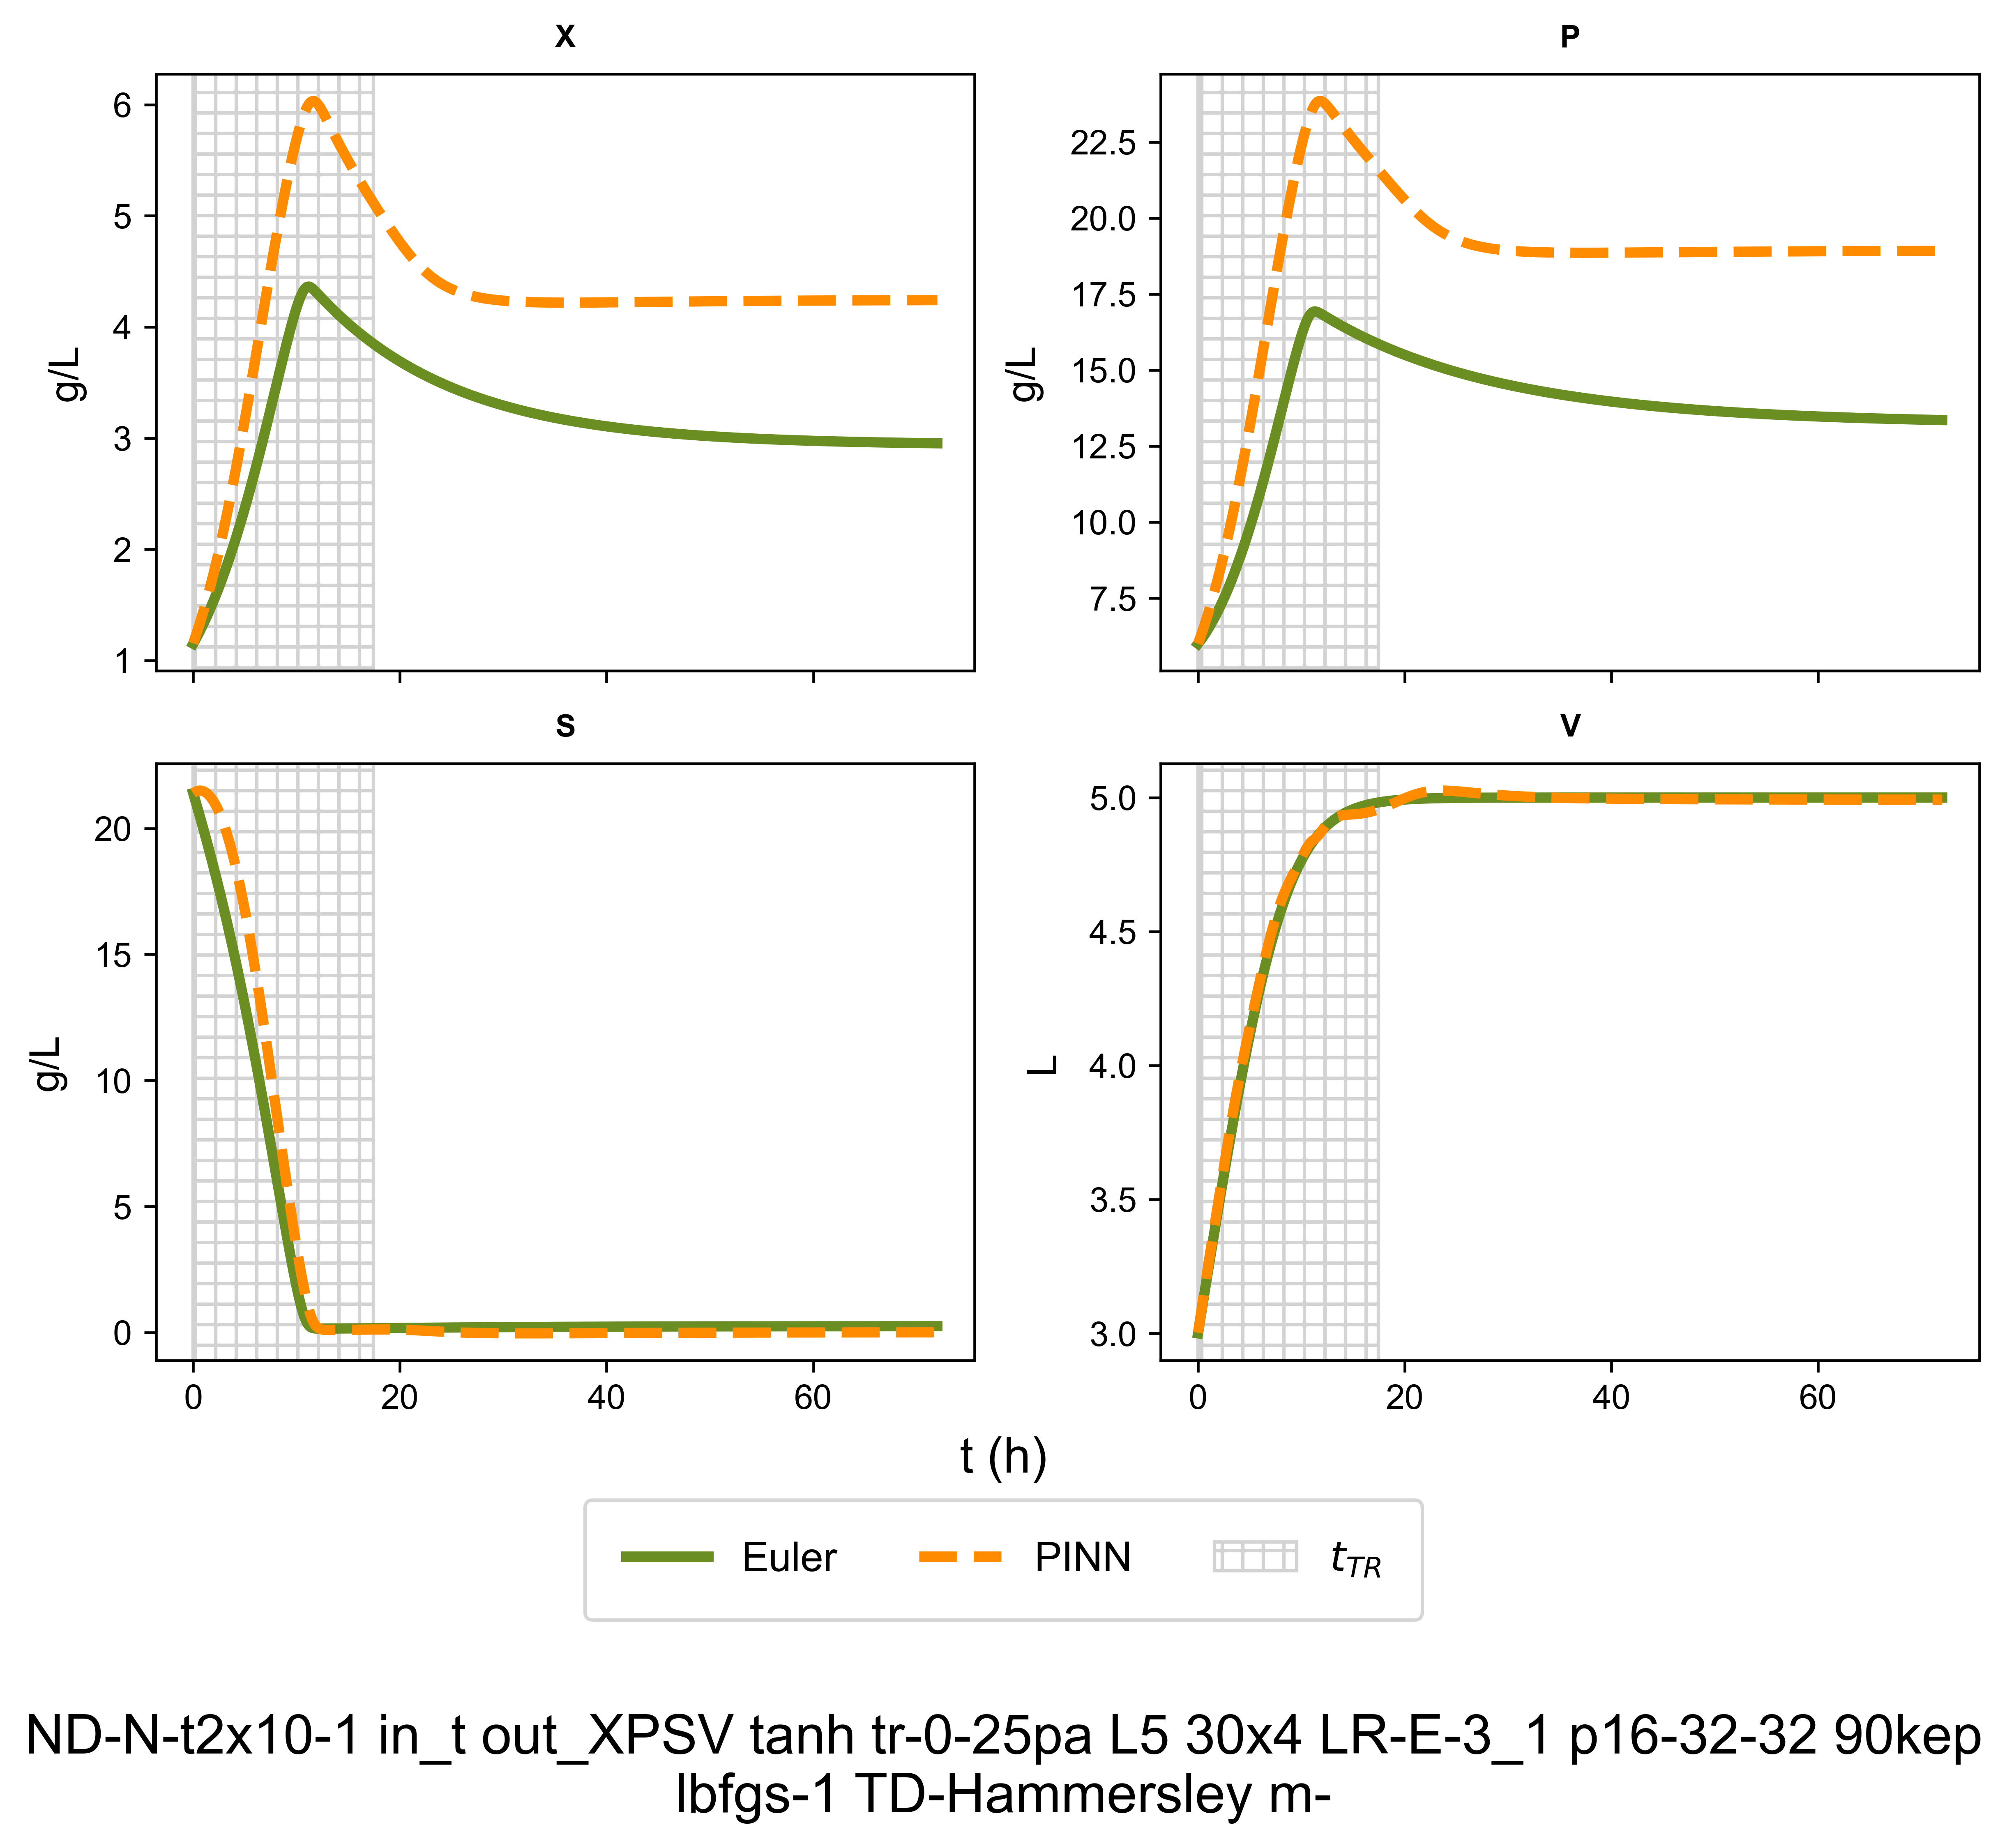 X
P
6
5
4
3
2
1
g/L
22.5
20.0
17.5
15.0
12.5
10.0
7.5
g/L
S
V
20
15
10
5
0
g/L
5.0
4.5
4.0
3.5
3.0
L
0 20 40 60
0 20 40 60
t (h)
Euler PINN t_TR
ND-N-t2x10-1 in_t out_XPSV tanh tr-0-25pa L5 30x4 LR-E-3_1 p16-32-32 90kep
lbfgs-1 TD-Hammersley m-